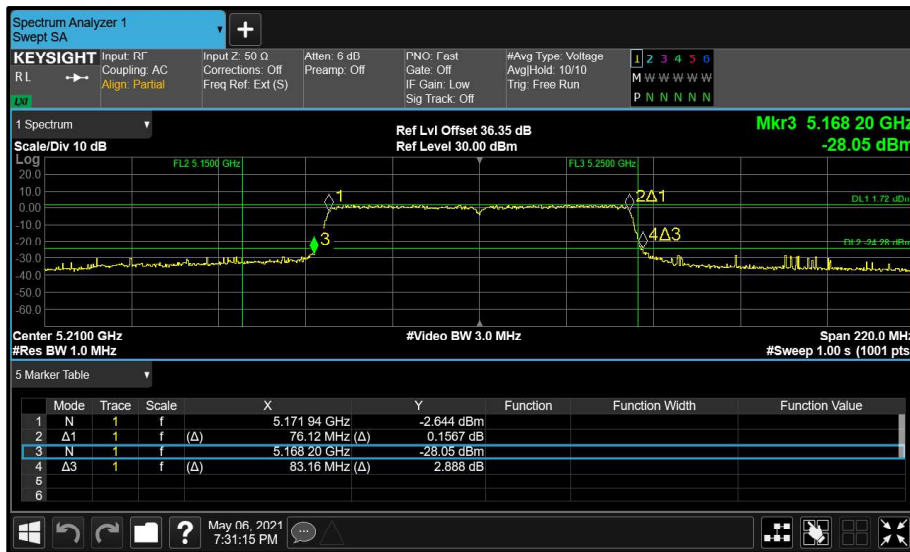 Spectrum Analyzer 1
Swept SA
+
KEYSIGHT
RL
LXI
Input: RF
Coupling: AC
Align: Partial
Input Z: 50 Ω
Corrections: Off
Freq Ref: Ext (S)
Atten: 6 dB
Preamp: Off
PNO: Fast
Gate: Off
IF Gain: Low
Sig Track: Off
#Avg Type: Voltage
Avg|Hold: 10/10
Trig: Free Run
1 2 3 4 5 6
M W W W W W
P N N N N N
1 Spectrum
Scale/Div 10 dB
Ref Lvl Offset 36.35 dB
Ref Level 30.00 dBm
Mkr3 5.168 20 GHz
-28.05 dBm
Log
FL2 5.1500 GHz
FL3 5.2500 GHz
20.0
10.0
0.00
-10.0
-20.0
-30.0
-40.0
-50.0
-60.0
1
2Δ1
3
4Δ3
DL1 1.72 dBm
DL2 -24.28 dBm
Center 5.2100 GHz
#Video BW 3.0 MHz
Span 220.0 MHz
#Res BW 1.0 MHz
#Sweep 1.00 s (1001 pts
5 Marker Table
Mode Trace Scale X Y Function Function Width Function Value
1 N 1 f 5.171 94 GHz -2.644 dBm
2 Δ1 1 f (Δ) 76.12 MHz (Δ) 0.1567 dB
3 N 1 f 5.168 20 GHz -28.05 dBm
4 Δ3 1 f (Δ) 83.16 MHz (Δ) 2.888 dB
5
6
?
May 06, 2021
7:31:15 PM